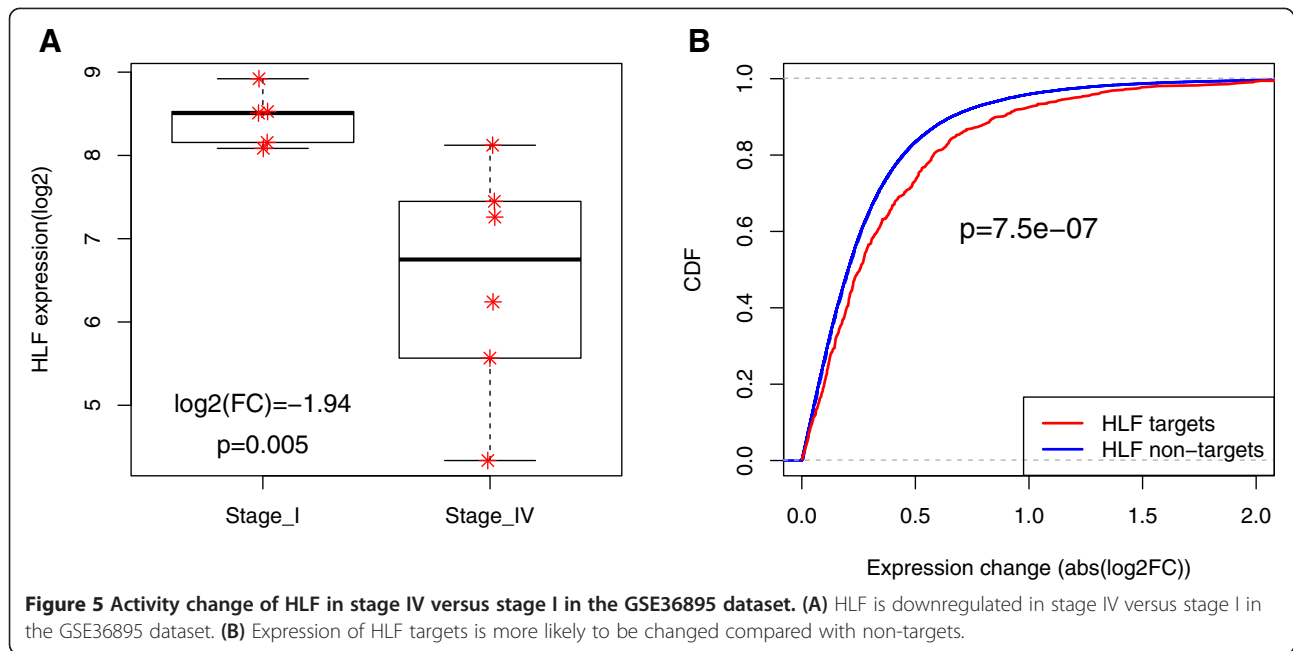 A
HLF expression(log2)
9
8
7
6
5
log2(FC)=−1.94
p=0.005
Stage_I
Stage_IV
B
CDF
1.0
0.8
0.6
0.4
0.2
0.0
p=7.5e−07
HLF targets
HLF non−targets
0.0
0.5
1.0
1.5
2.0
Expression change (abs(log2FC))
Figure 5 Activity change of HLF in stage IV versus stage I in the GSE36895 dataset. (A) HLF is downregulated in stage IV versus stage I in
the GSE36895 dataset. (B) Expression of HLF targets is more likely to be changed compared with non-targets.